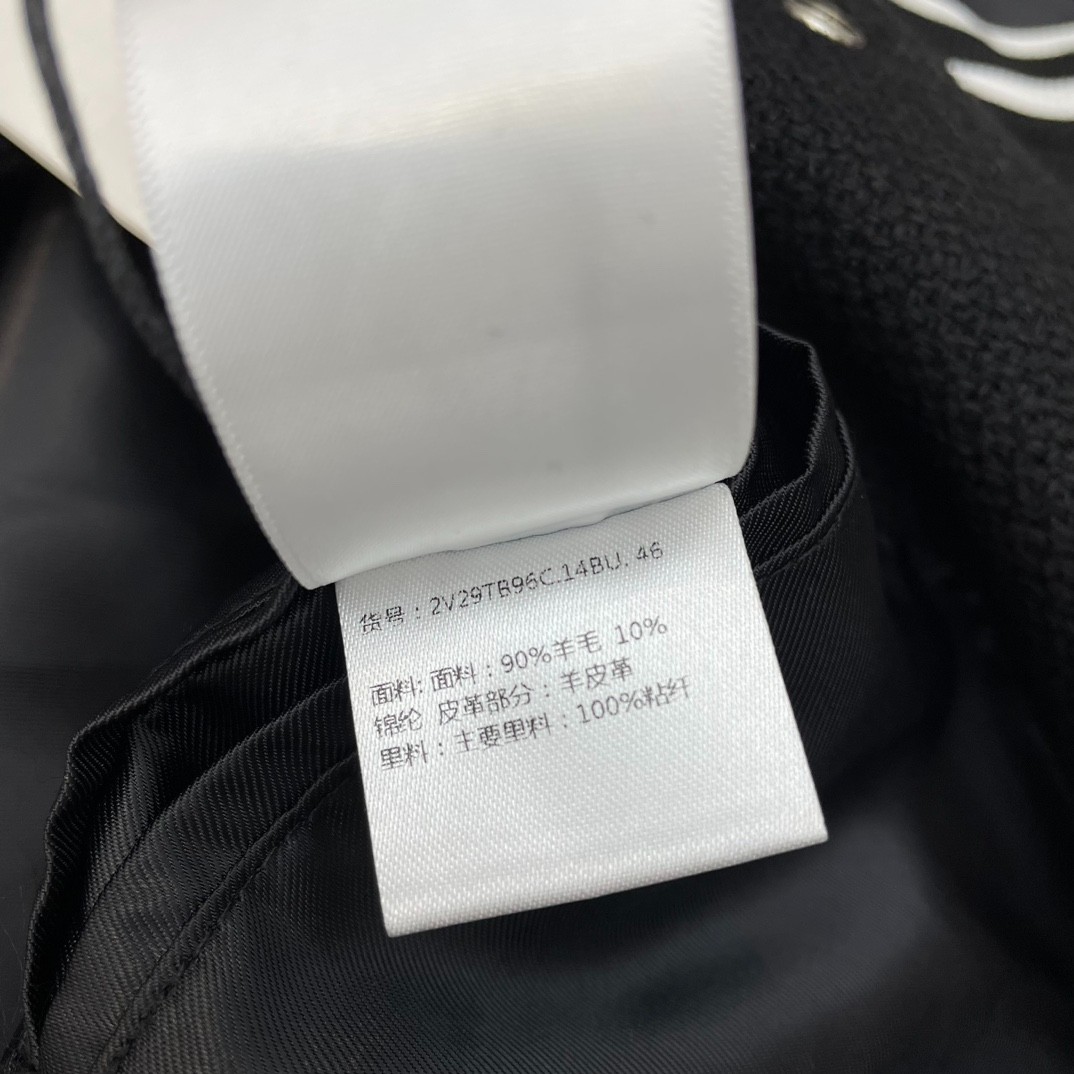 货号：2V29TB96C.14BU. 46
面料: 面料：90%羊毛 10%
锦纶 皮革部分：羊皮革
里料：主要里料：100%粘纤